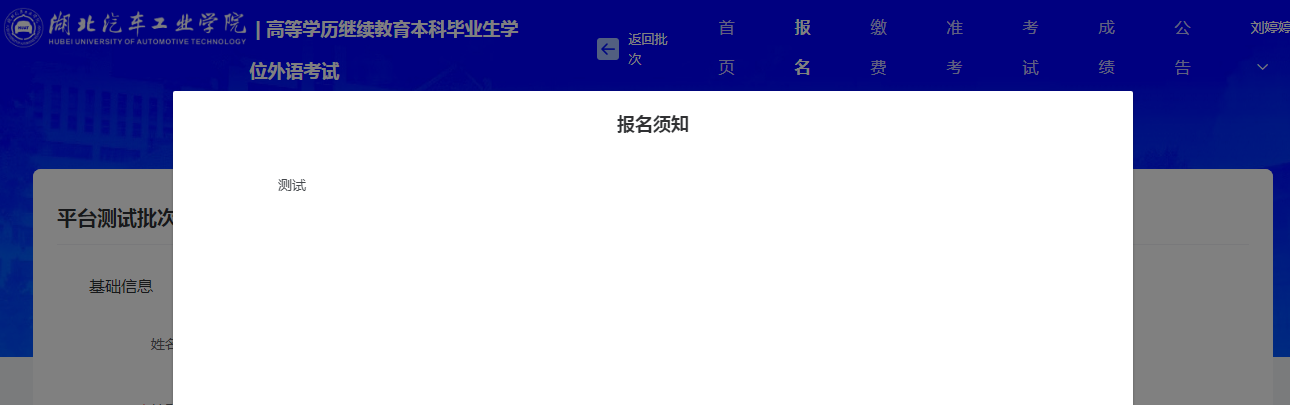 湖北汽车工业学院
HUBEI UNIVERSITY OF AUTOMOTIVE TECHNOLOGY
| 高等学历继续教育本科毕业生学
位外语考试
返回批
次
首
页
报
名
缴
费
准
考
考
试
成
绩
公
告
刘婷婷
报名须知
测试
平台测试批次
基础信息
姓名